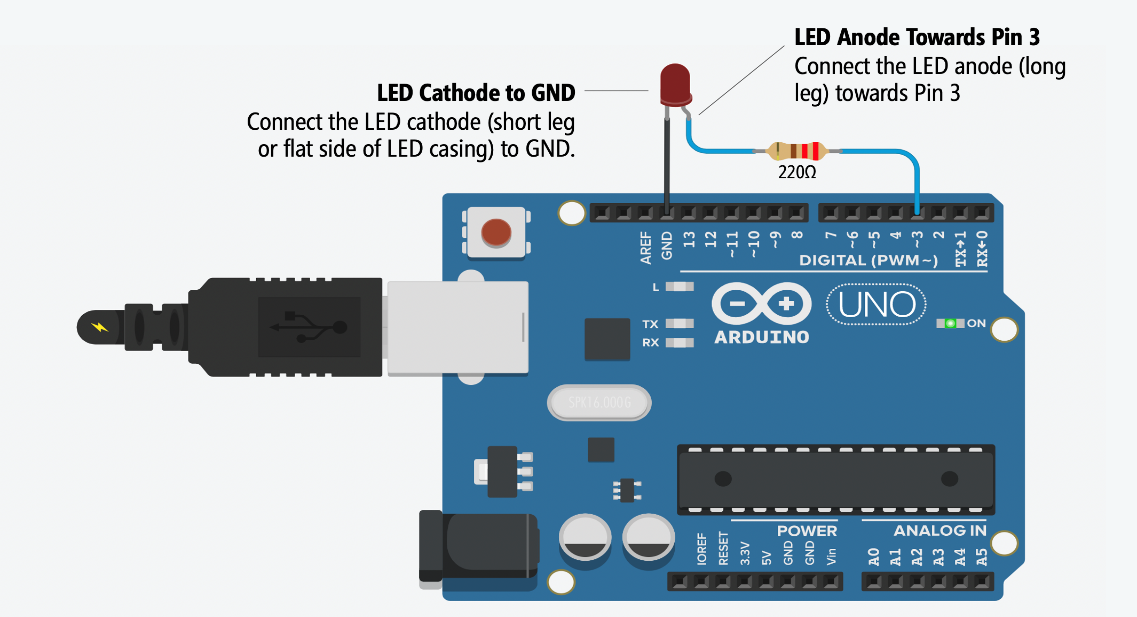 LED Anode Towards Pin 3
Connect the LED anode (long
leg) towards Pin 3
LED Cathode to GND
Connect the LED cathode (short leg
or flat side of LED casing) to GND.
220Ω
AREF
GND
13
12
~11
~10
~9
8
7
~6
~5
4
~3
2
TX→1
RX←0
DIGITAL (PWM~)
L
TX
RX
UNO
ARDUINO
ON
SPK16.000G
POWER
ANALOG IN
IOREF
RESET
3.3V
5V
GND
GND
Vin
A0
A1
A2
A3
A4
A5